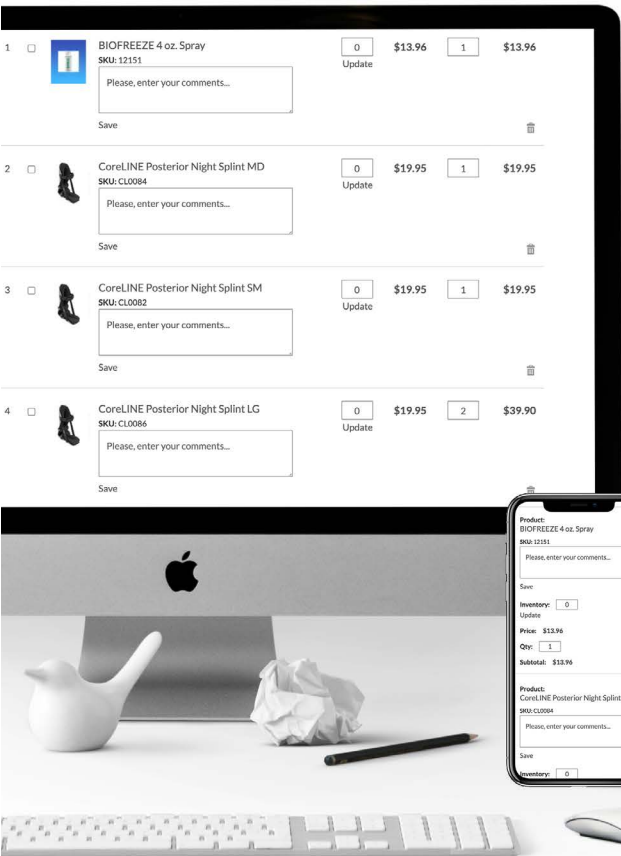 1 BIOFREEZE 4 oz. Spray 0 $13.96 1 $13.96
SKU: 12151 Update
Please, enter your comments...
Save
2 CoreLINE Posterior Night Splint MD 0 $19.95 1 $19.95
SKU: CL0084 Update
Please, enter your comments...
Save
3 CoreLINE Posterior Night Splint SM 0 $19.95 1 $19.95
SKU: CL0082 Update
Please, enter your comments...
Save
4 CoreLINE Posterior Night Splint LG 0 $19.95 2 $39.90
SKU: CL0086 Update
Please, enter your comments...
Save
Product:
BIOFREEZE 4 oz. Spray
SKU: 12151
Please, enter your comments...
Save
Inventory: 0
Update
Price: $13.96
Qty: 1
Subtotal: $13.96
Product:
CoreLINE Posterior Night Splint
SKU: CL0084
Please, enter your comments...
Save
Inventory: 0